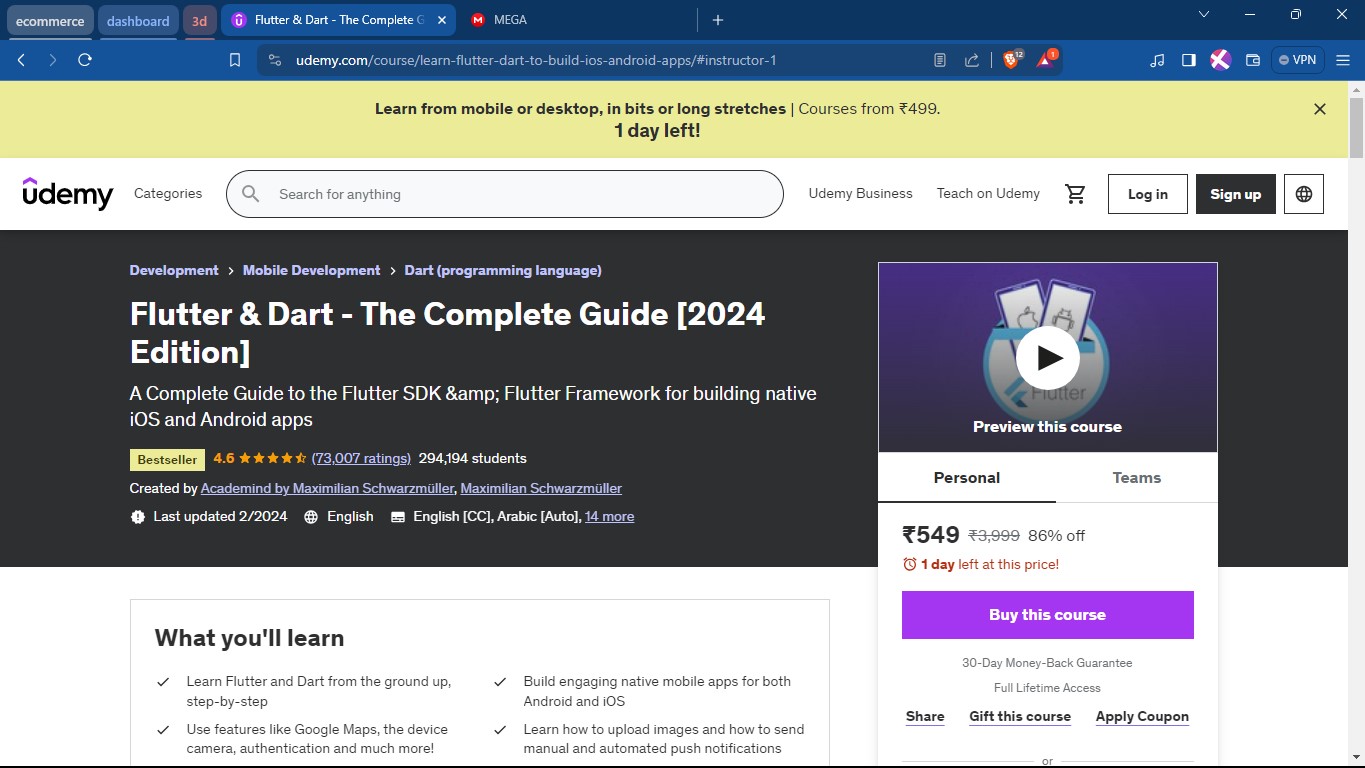 ecommerce
dashboard
3d
Flutter & Dart - The Complete G
MEGA
udemy.com/course/learn-flutter-dart-to-build-ios-android-apps/#instructor-1
12
1
VPN
Learn from mobile or desktop, in bits or long stretches | Courses from ₹499.
1 day left!
udemy
Categories
Search for anything
Udemy Business
Teach on Udemy
Log in
Sign up
Development > Mobile Development > Dart (programming language)
Flutter & Dart - The Complete Guide [2024
Edition]
A Complete Guide to the Flutter SDK &amp; Flutter Framework for building native
iOS and Android apps
Bestseller 4.6 (73,007 ratings) 294,194 students
Created by Academind by Maximilian Schwarzmüller, Maximilian Schwarzmüller
Last updated 2/2024 English English [CC], Arabic [Auto], 14 more
Flutter
Preview this course
Personal
Teams
₹549 ₹3,999 86% off
1 day left at this price!
Buy this course
30-Day Money-Back Guarantee
Full Lifetime Access
Share
Gift this course
Apply Coupon
or
What you'll learn
Learn Flutter and Dart from the ground up,
step-by-step
Build engaging native mobile apps for both
Android and iOS
Use features like Google Maps, the device
camera, authentication and much more!
Learn how to upload images and how to send
manual and automated push notifications